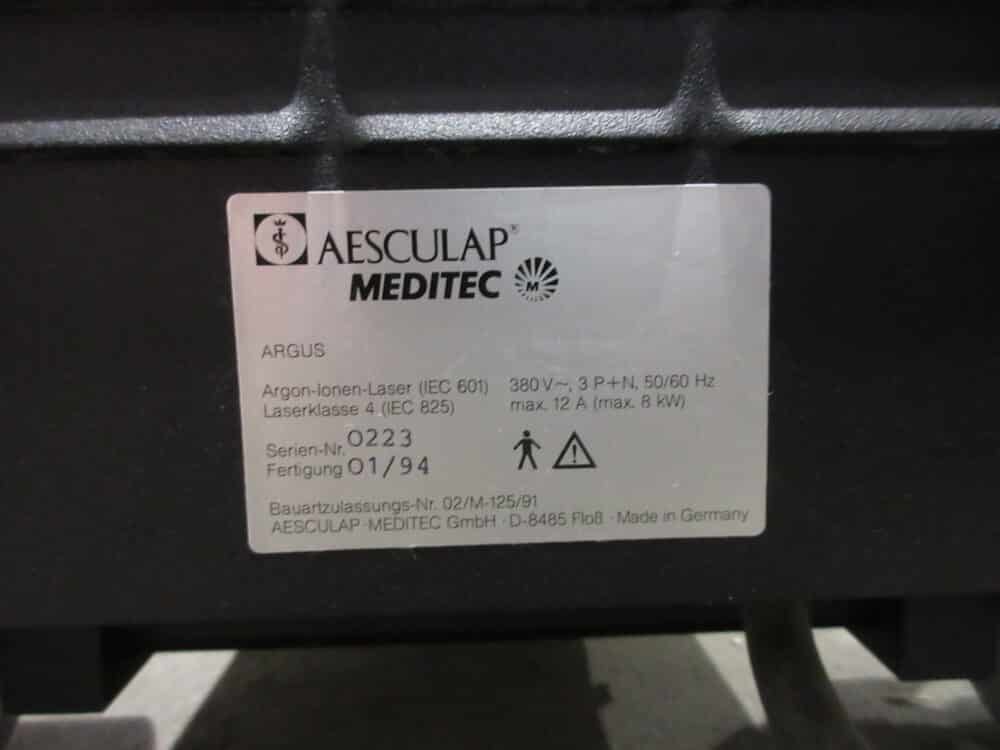 AESCULAP®
MEDITEC M
ARGUS
Argon-Ionen-Laser (IEC 601) 380 V~, 3 P+N, 50/60 Hz
Laserklasse 4 (IEC 825) max. 12 A (max. 8 kW)
Serien-Nr. 0223
Fertigung 01/94
Bauartzulassungs-Nr. 02/M-125/91
AESCULAP·MEDITEC GmbH · D-8485 Floß · Made in Germany